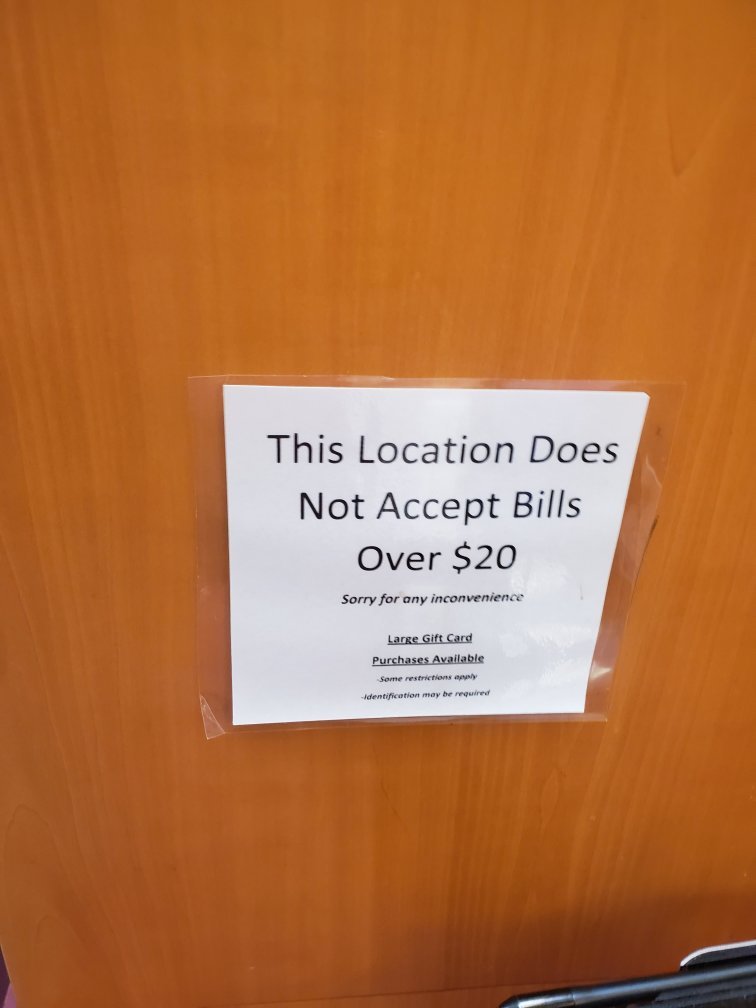 This Location Does
Not Accept Bills
Over $20
Sorry for any inconvenience
Large Gift Card
Purchases Available
-Some restrictions apply
-Identification may be required